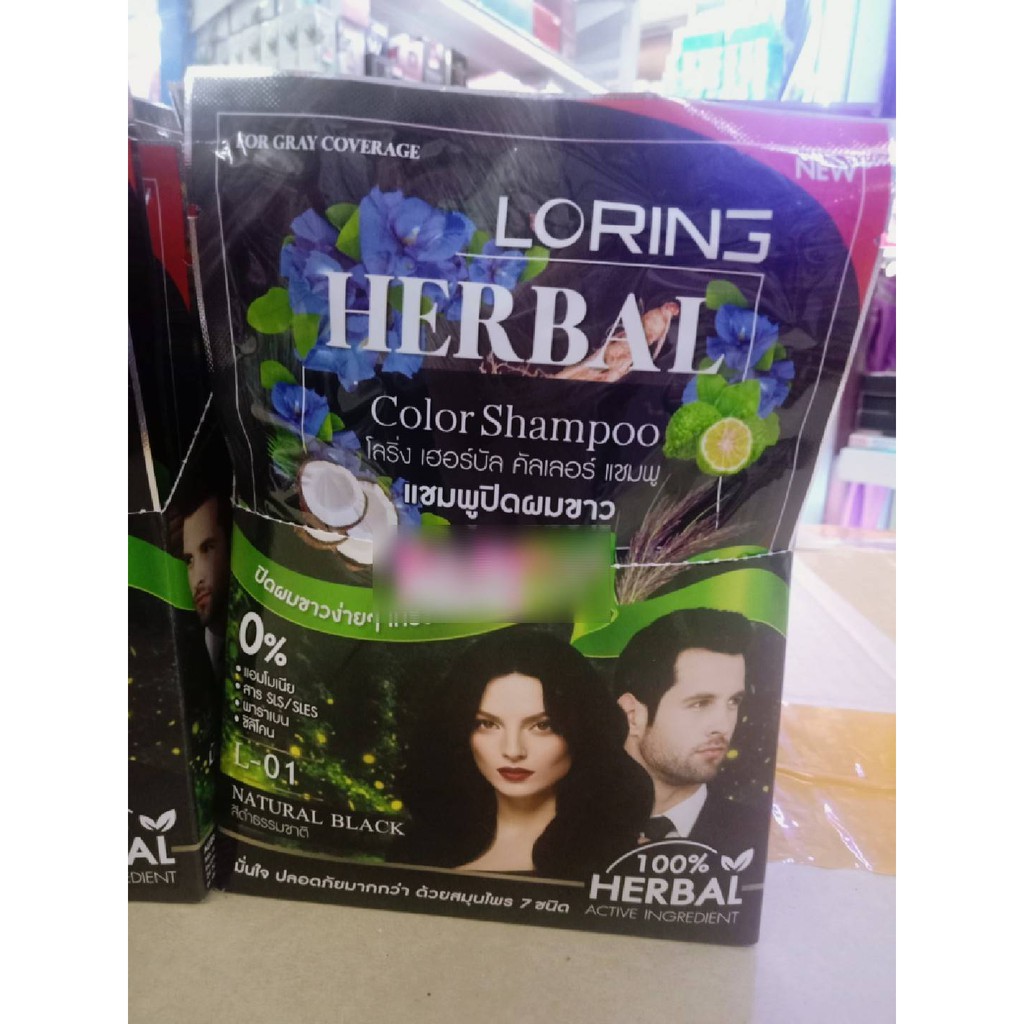 FOR GRAY COVERAGE
NEW
LORING
HERBAL
Color Shampoo
โลริ่ง เฮอร์บัล คัลเลอร์ แชมพู
แชมพูปิดผมขาว
ปิดผมขาวง่ายๆ
0%
• แอมโมเนีย
• สาร SLS/SLES
• พาราเบน
• ซิลิโคน
L-01
NATURAL BLACK
สีดำธรรมชาติ
100%
HERBAL
ACTIVE INGREDIENT
มั่นใจ ปลอดภัยมากกว่า ด้วยสมุนไพร 7 ชนิด
AL
EDIENT